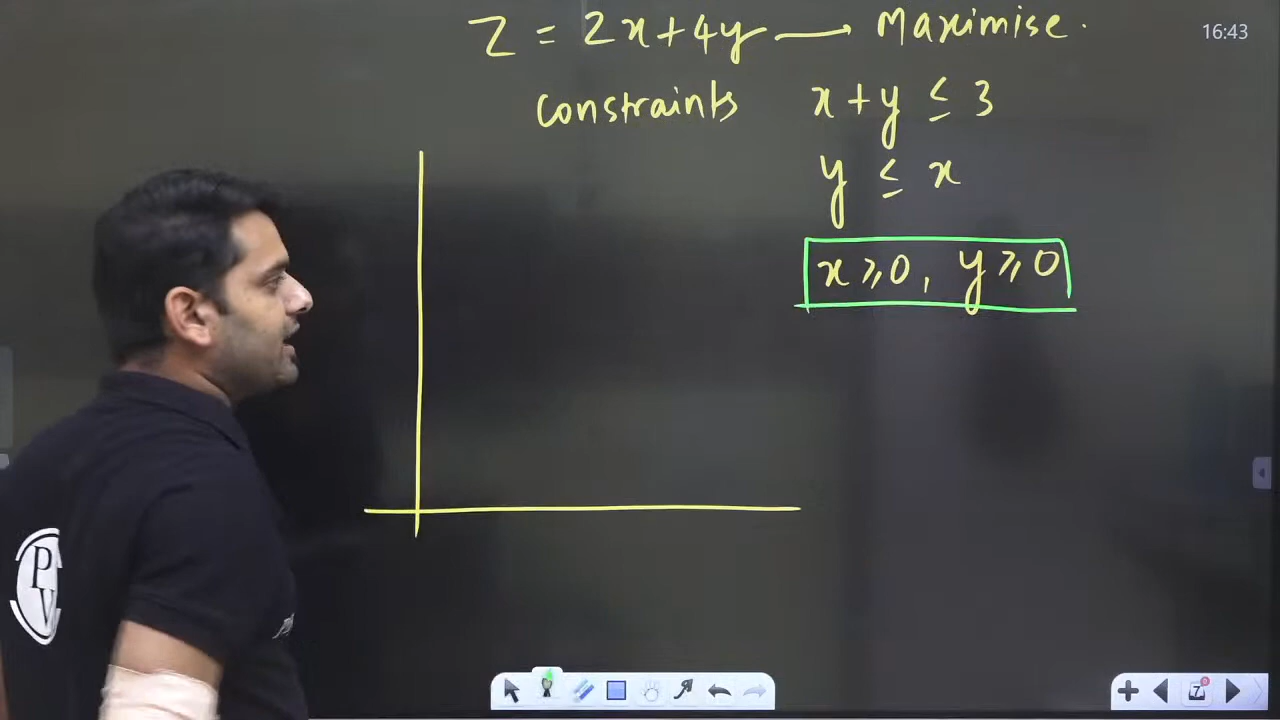 Z = 2x + 4y → Maximise.
16:43
constraints x + y ≤ 3
y ≤ x
x ≥ 0, y ≥ 0
P
W